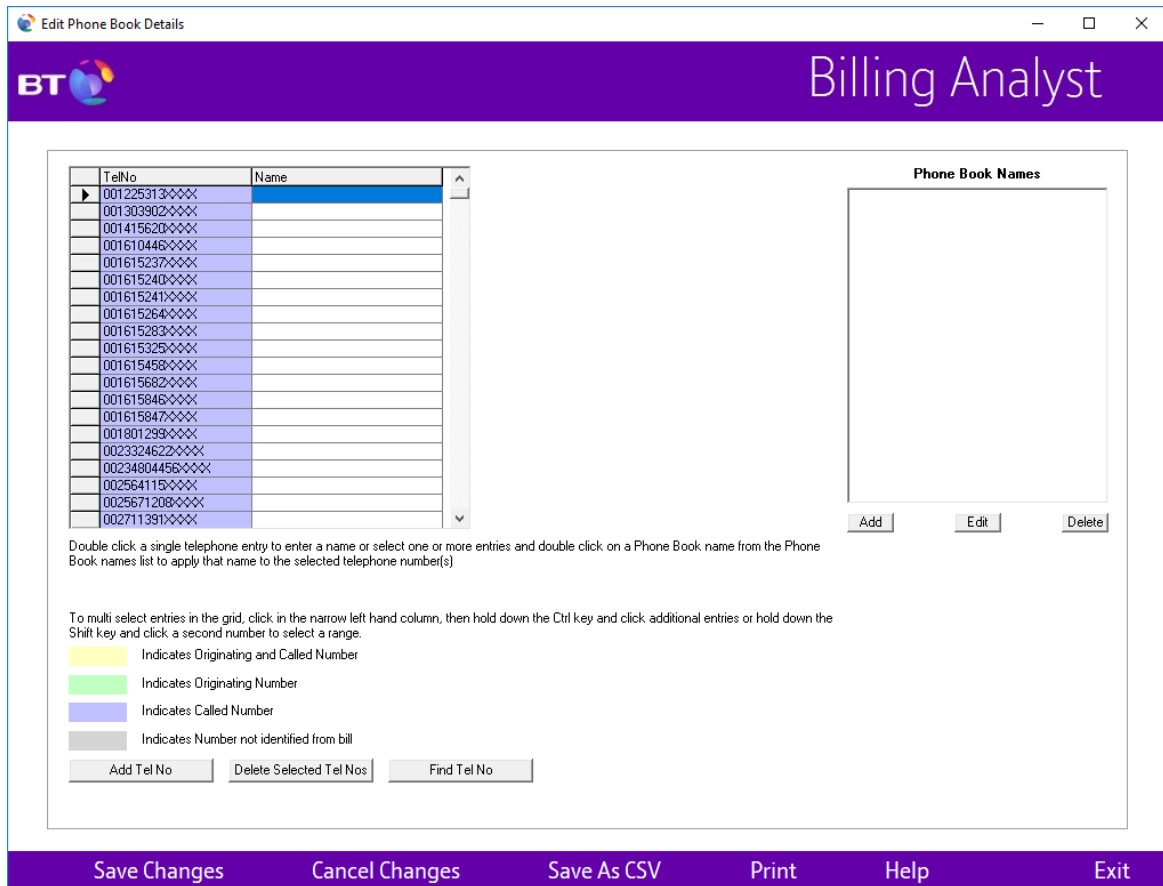 Edit Phone Book Details
BT
Billing Analyst
TelNo Name
001225313XXXX
001303902XXXX
001415620XXXX
001610446XXXX
001615237XXXX
001615240XXXX
001615241XXXX
001615264XXXX
001615283XXXX
001615325XXXX
001615458XXXX
001615682XXXX
001615846XXXX
001615847XXXX
001801299XXXX
0023324622XXXX
00234804456XXXX
002564115XXXX
0025671208XXXX
002711391XXXX
Phone Book Names
Add Edit Delete
Double click a single telephone entry to enter a name or select one or more entries and double click on a Phone Book name from the Phone
Book names list to apply that name to the selected telephone number(s)
To multi select entries in the grid, click in the narrow left hand column, then hold down the Ctrl key and click additional entries or hold down the
Shift key and click a second number to select a range.
Indicates Originating and Called Number
Indicates Originating Number
Indicates Called Number
Indicates Number not identified from bill
Add Tel No Delete Selected Tel Nos Find Tel No
Save Changes Cancel Changes Save As CSV Print Help Exit